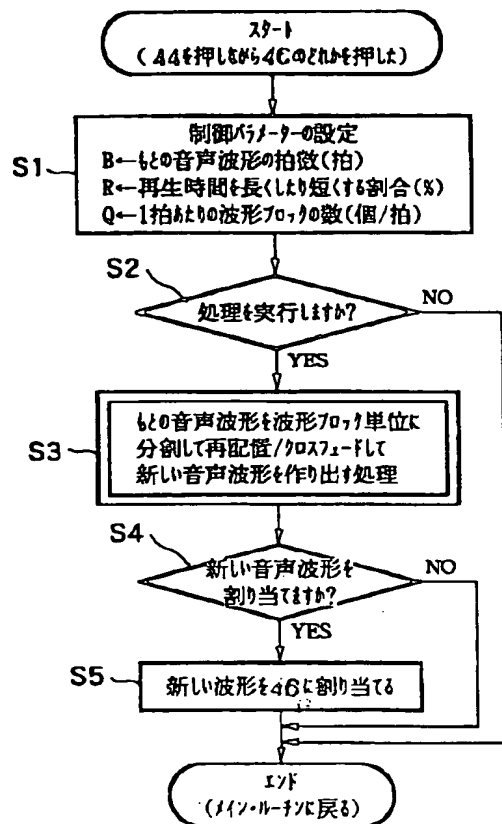 スタート
(44を押しながら46のどれかを押した)
制御パラメーターの設定
S1
B←もとの音声波形の拍数(拍)
R←再生時間を長くしたり短くする割合(%)
Q←1拍あたりの波形ブロックの数(個/拍)
S2
処理を実行しますか?
NO
YES
もとの音声波形を波形ブロック単位に
S3
分割して再配置/クロスフェードして
新しい音声波形を作り出す処理
S4
新しい音声波形を
割り当てますか?
NO
YES
S5
新しい波形を46に割り当てる
エンド
(メイン・ルーチンに戻る)